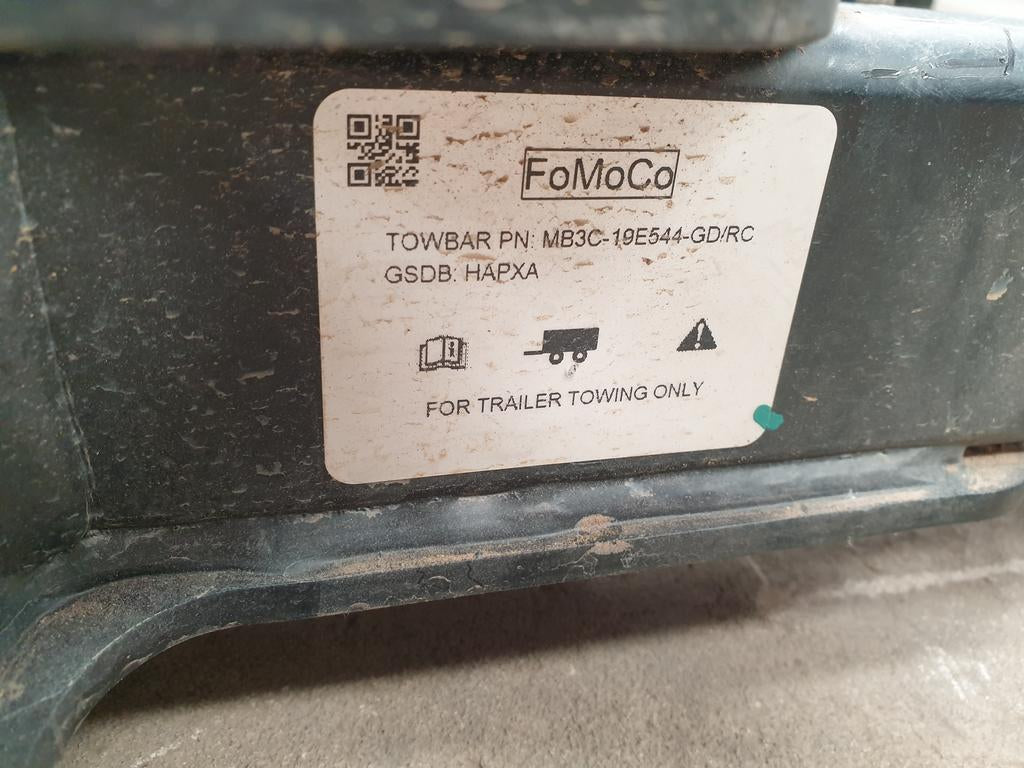 FoMoCo
TOWBAR PN: MB3C-19E544-GD/RC
GSDB: HAPXA
FOR TRAILER TOWING ONLY